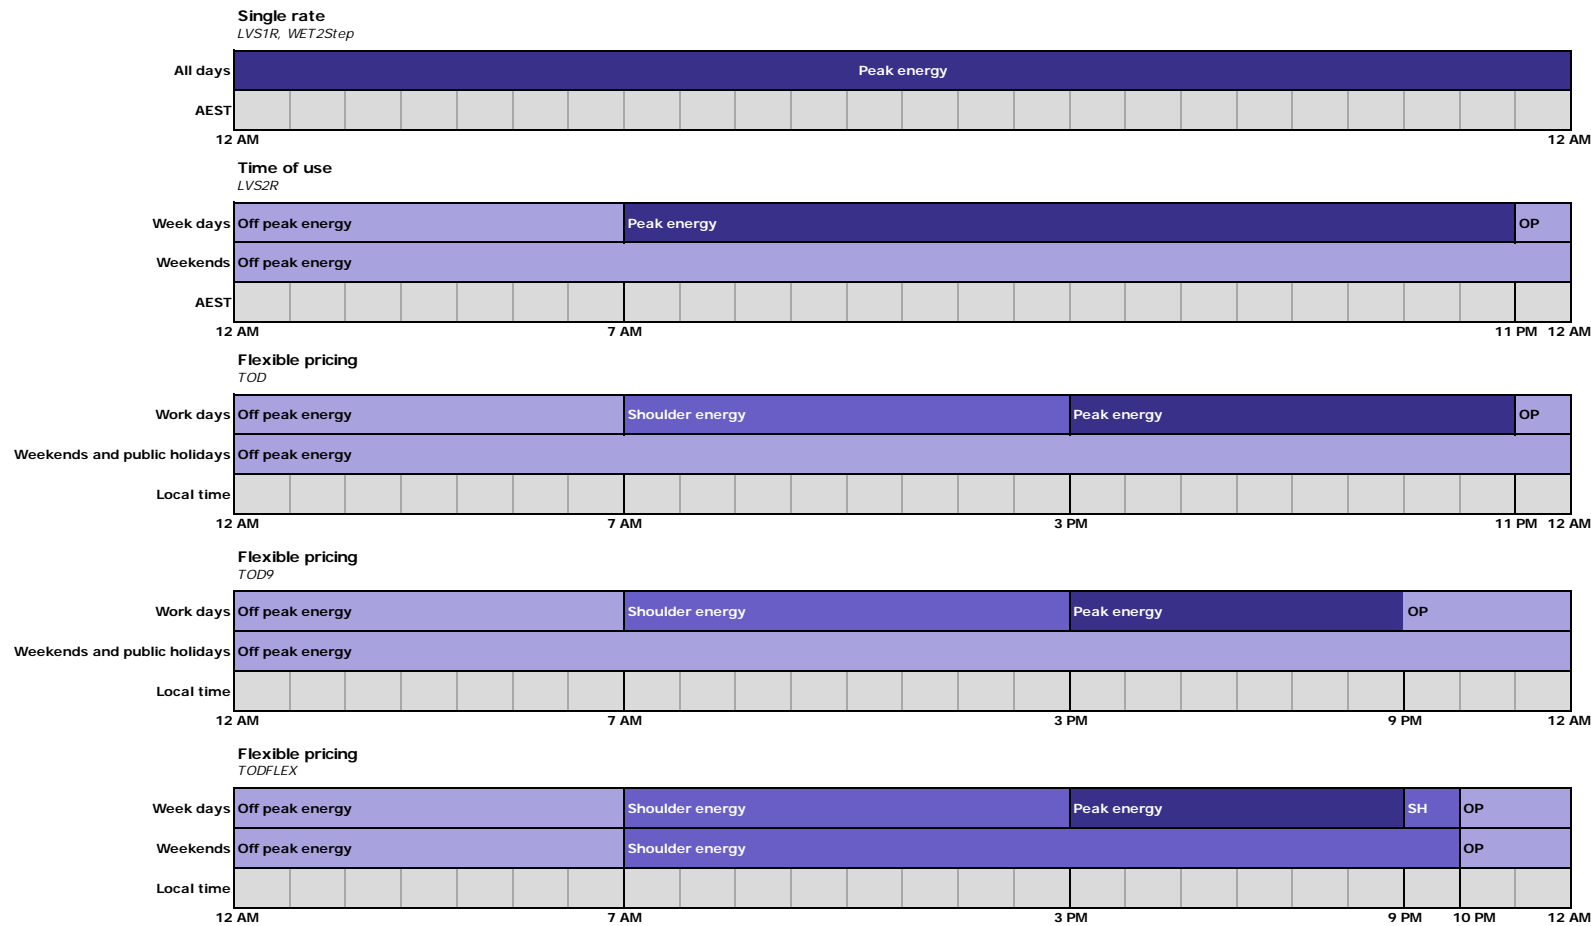 Single rate
LVS1R, WET2Step
All days Peak energy
AEST
12 AM 12 AM
Time of use
LVS2R
Week days Off peak energy Peak energy OP
Weekends Off peak energy
AEST
12 AM 7 AM 11 PM 12 AM
Flexible pricing
TOD
Work days Off peak energy Shoulder energy Peak energy OP
Weekends and public holidays Off peak energy
Local time
12 AM 7 AM 3 PM 11 PM 12 AM
Flexible pricing
TOD9
Work days Off peak energy Shoulder energy Peak energy OP
Weekends and public holidays Off peak energy
Local time
12 AM 7 AM 3 PM 9 PM 12 AM
Flexible pricing
TODFLEX
Week days Off peak energy Shoulder energy Peak energy SH OP
Weekends Off peak energy Shoulder energy OP
Local time
12 AM 7 AM 3 PM 9 PM 10 PM 12 AM